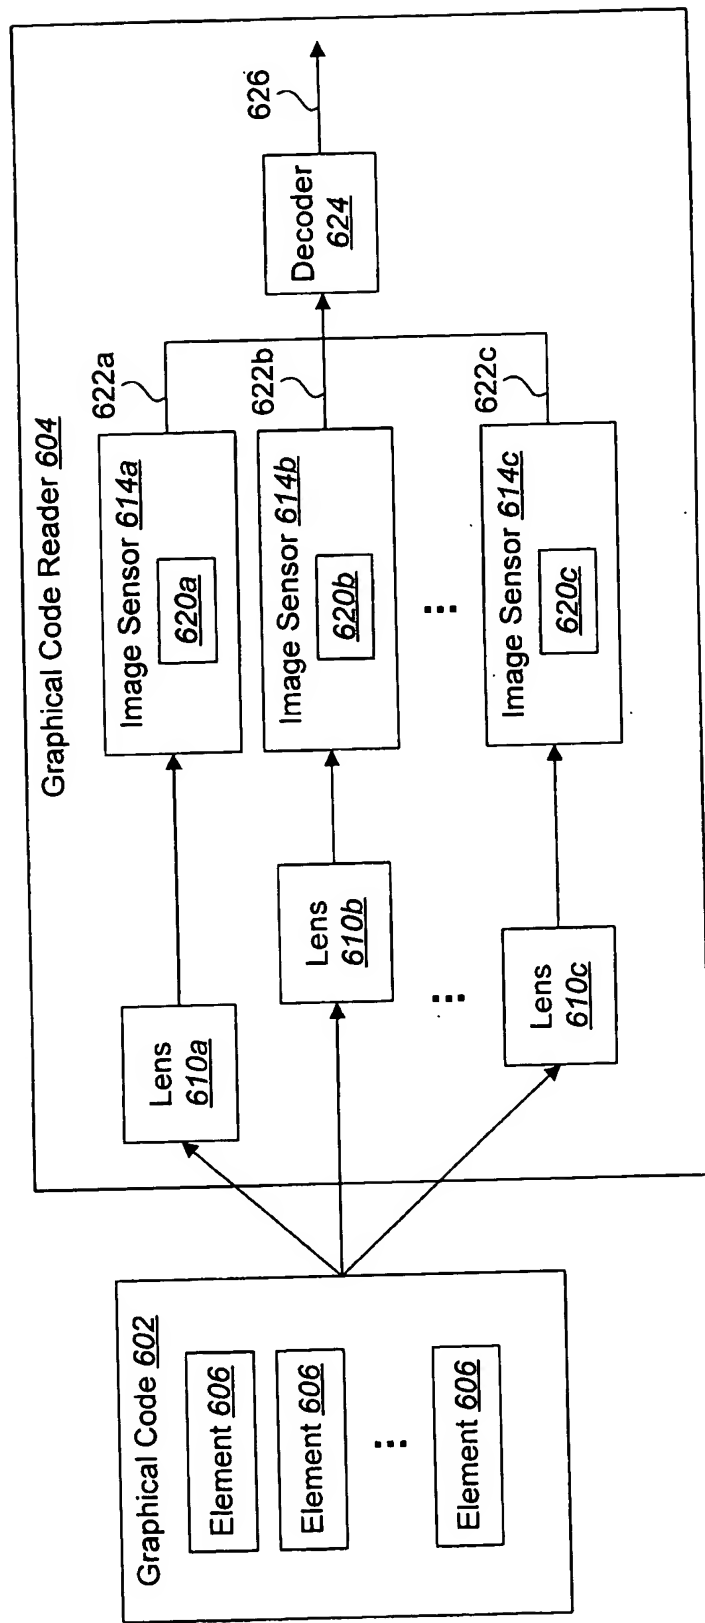 Graphical Code 602
Element 606
Element 606
...
Element 606
Graphical Code Reader 604
Lens
610a
Lens
610b
...
Lens
610c
Image Sensor 614a
620a
Image Sensor 614b
620b
...
Image Sensor 614c
620c
622a
622b
622c
Decoder
624
626